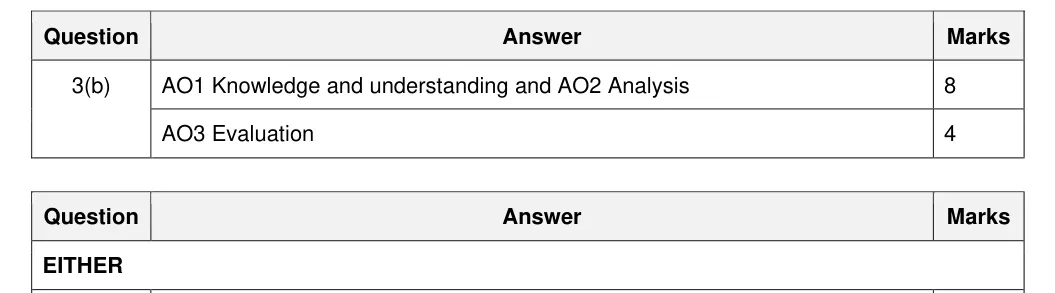 Question Answer Marks
3(b) AO1 Knowledge and understanding and AO2 Analysis 8
AO3 Evaluation 4
Question Answer Marks
EITHER